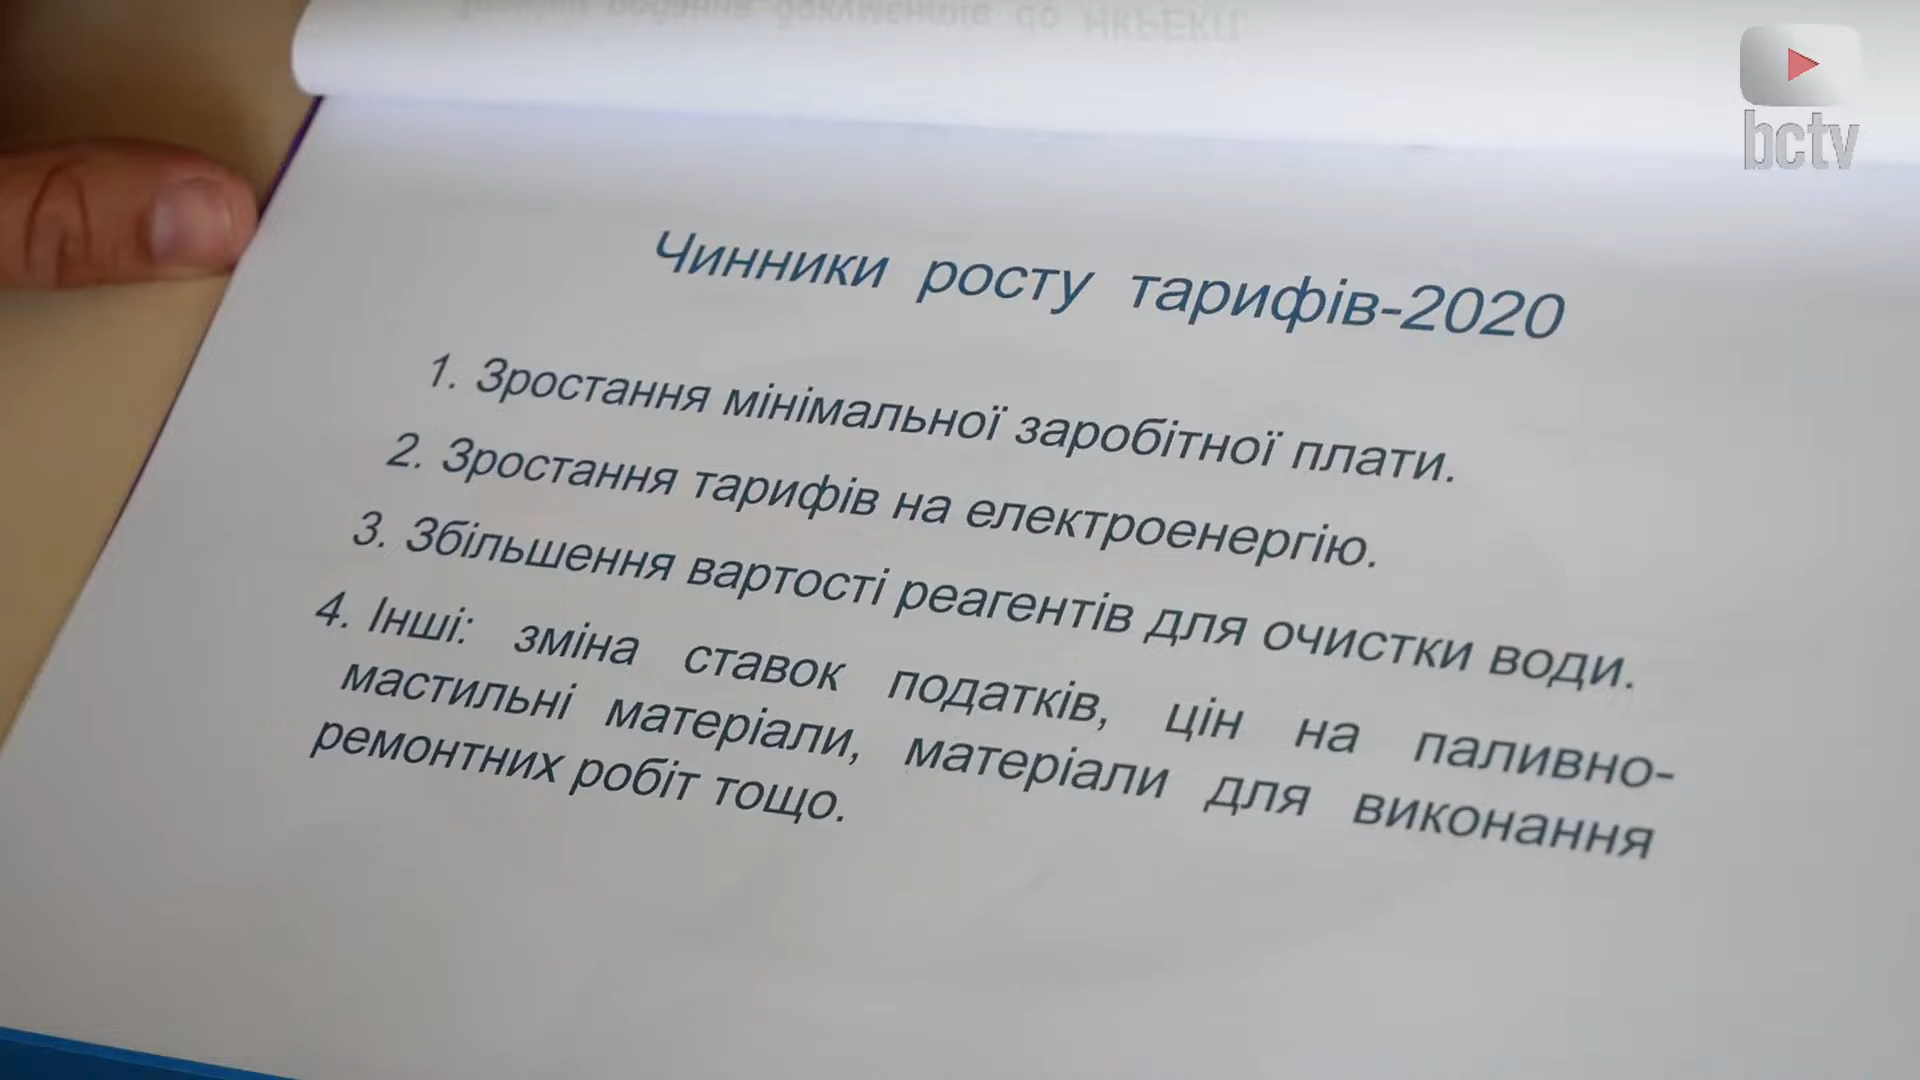 bctv
Чинники росту тарифів-2020
1. Зростання мінімальної заробітної плати.
2. Зростання тарифів на електроенергію.
3. Збільшення вартості реагентів для очистки води.
4. Інші: зміна ставок податків, цін на паливно-
мастильні матеріали, матеріали для виконання
ремонтних робіт тощо.